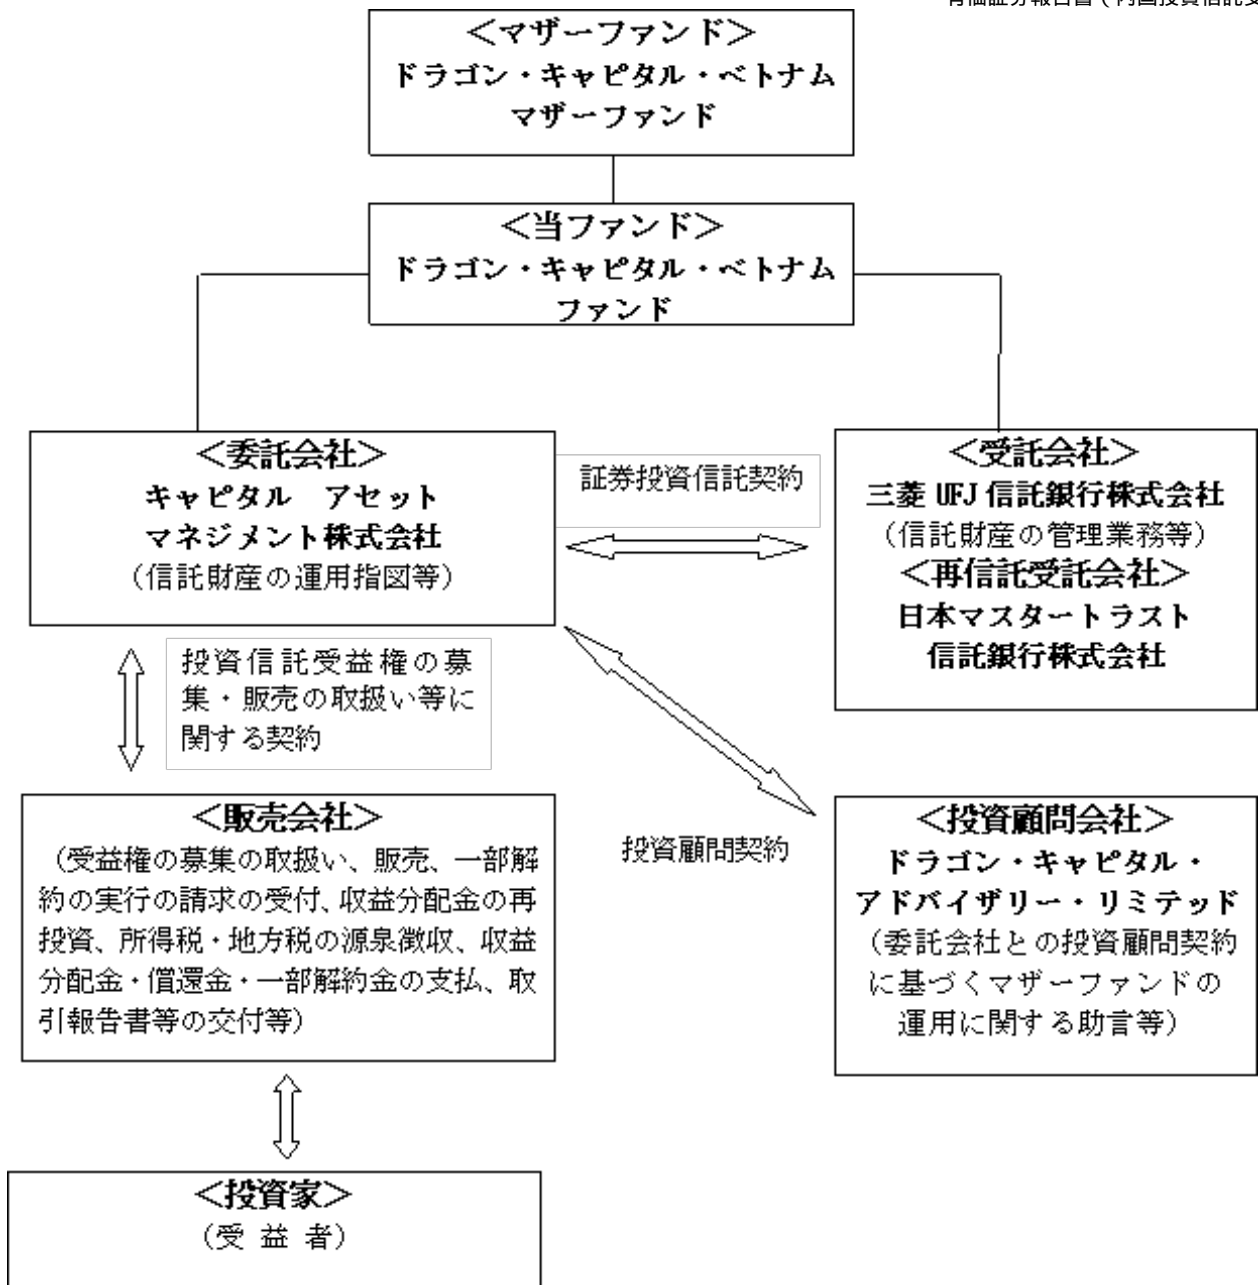 ＜マザーファンド＞
ドラゴン・キャピタル・ベトナム
マザーファンド
＜当ファンド＞
ドラゴン・キャピタル・ベトナム
ファンド
＜委託会社＞
キャピタル　アセット
マネジメント株式会社
（信託財産の運用指図等）
証券投資信託契約
＜受託会社＞
三菱 UFJ 信託銀行株式会社
（信託財産の管理業務等）
＜再信託受託会社＞
日本マスタートラスト
信託銀行株式会社
投資信託受益権の募
集・販売の取扱い等に
関する契約
＜販売会社＞
（受益権の募集の取扱い、販売、一部解
約の実行の請求の受付、収益分配金の再
投資、所得税・地方税の源泉徴収、収益
分配金・償還金・一部解約金の支払、取
引報告書等の交付等）
投資顧問契約
＜投資顧問会社＞
ドラゴン・キャピタル・
アドバイザリー・リミテッド
（委託会社との投資顧問契約
に基づくマザーファンドの
運用に関する助言等）
＜投資家＞
（受 益 者）